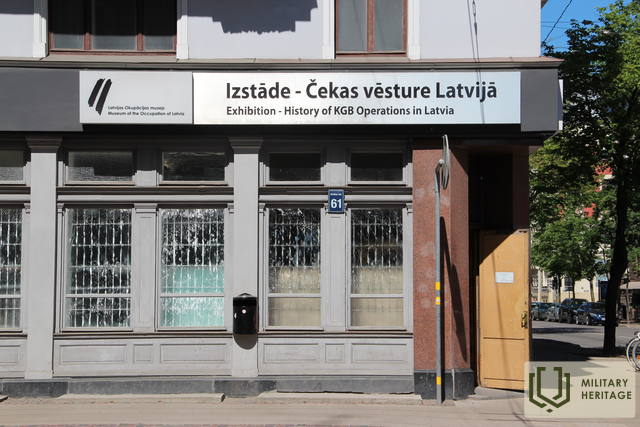 Latvijas Okupācijas muzejs
Museum of the Occupation of Latvia
Izstāde - Čekas vēsture Latvijā
Exhibition - History of KGB Operations in Latvia
61
MILITARY
HERITAGE